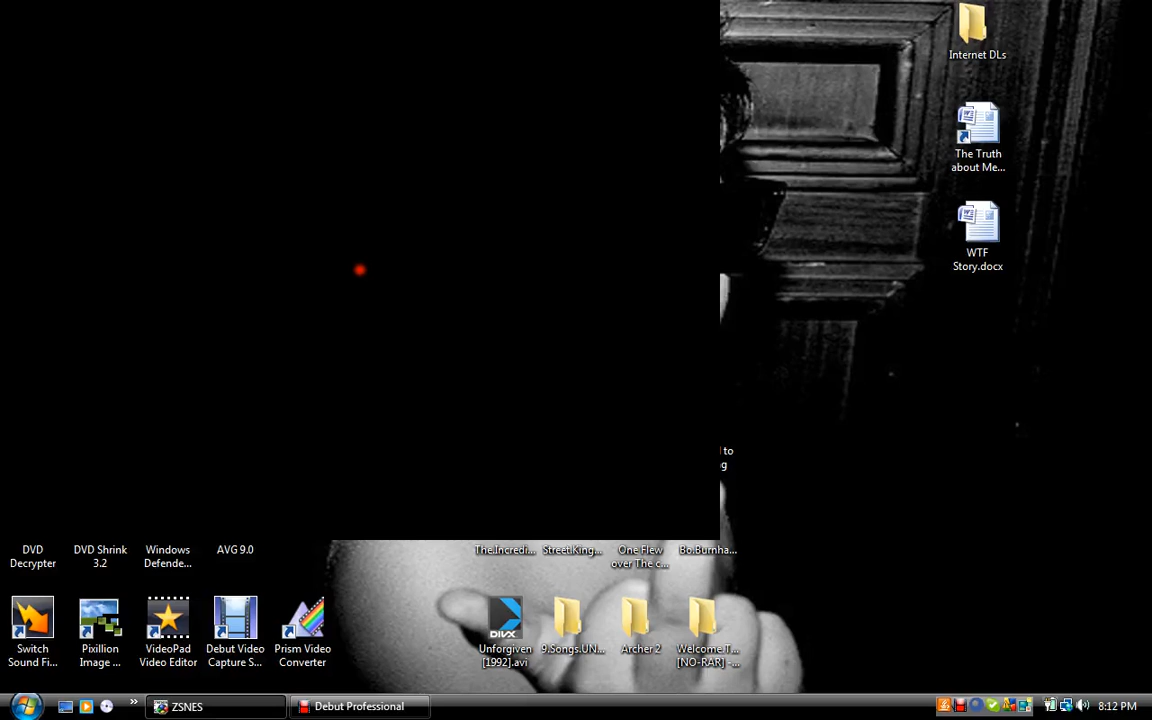 Internet DLs
The Truth
about Me...
WTF
Story.docx
to
g
DVD
Decrypter
DVD Shrink
3.2
Windows
Defende...
AVG 9.0
The.Incredi...
Street.King...
One Flew
over The c...
Bo.Burnha...
Switch
Sound Fi...
Pixillion
Image ...
VideoPad
Video Editor
Debut Video
Capture S...
Prism Video
Converter
DIVX
Unforgiven
[1992].avi
9.Songs.UN...
Archer 2
Welcome.T...
[NO-RAR] -...
ZSNES
Debut Professional
8:12 PM